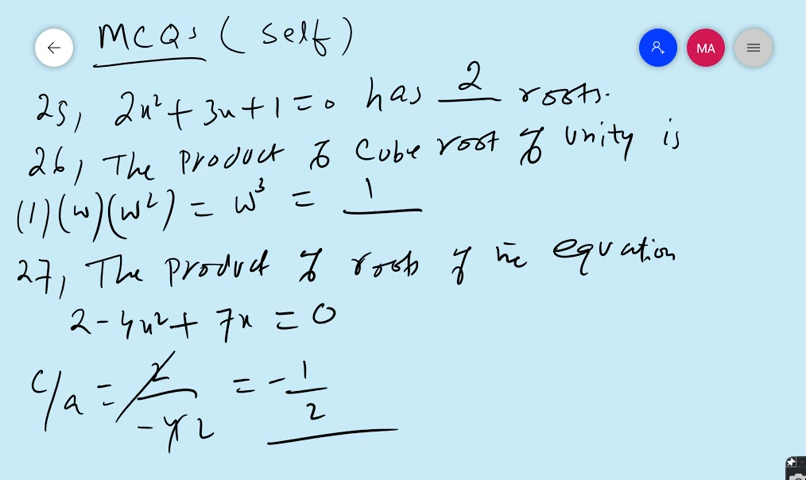 MCQs (self)
MA
25, 2x² + 3x + 1 = 0 has 2 roots.
26, The product of Cube root of unity is
(1)(w)(w²) = w³ = 1
27, The product of roots of the equation
2 - 4x² + 7x = 0
c/a = 2/-4 2 = -1/2